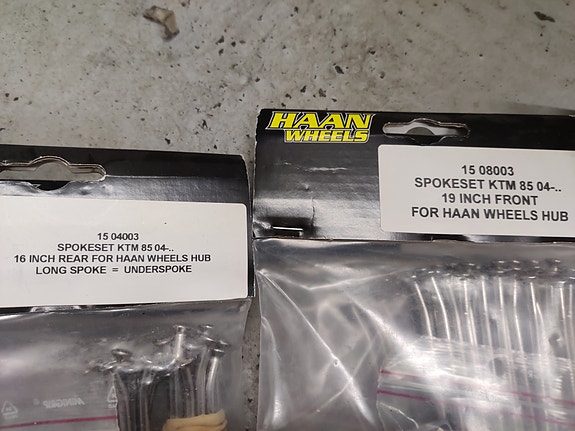 HAAN
WHEELS
15 08003
SPOKESET KTM 85 04-..
19 INCH FRONT
FOR HAAN WHEELS HUB
15 04003
SPOKESET KTM 85 04-..
16 INCH REAR FOR HAAN WHEELS HUB
LONG SPOKE = UNDERSPOKE
MINIGRIP